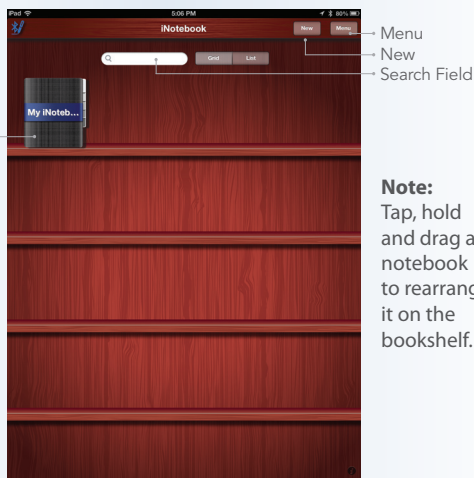 iPad 5:06 PM 80%
iNotebook New Menu
Grid List
My iNoteb...
Menu
New
Search Field
Note:
Tap, hold
and drag a
notebook
to rearrang
it on the
bookshelf.